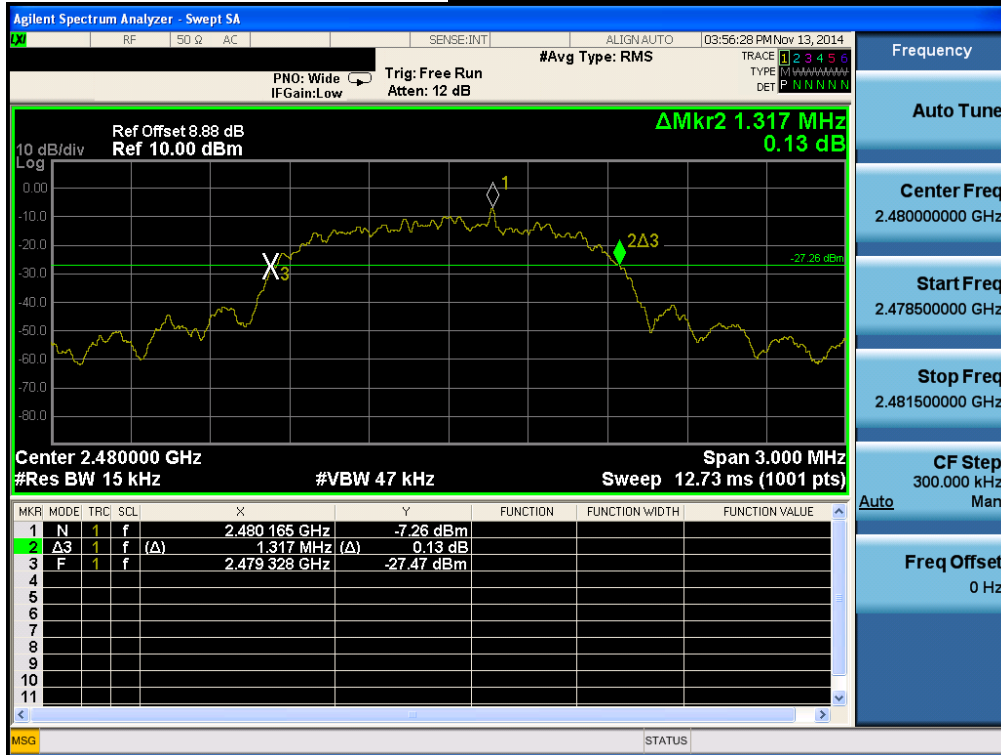 Agilent Spectrum Analyzer - Swept SA
LXI RF 50 Ω AC SENSE:INT ALIGN AUTO 03:56:28 PM Nov 13, 2014
PNO: Wide Trig: Free Run #Avg Type: RMS TRACE 1 2 3 4 5 6
IFGain:Low Atten: 12 dB TYPE M WWWWW
DET P N N N N N
Frequency
Auto Tune
Center Freq
2.480000000 GHz
Start Freq
2.478500000 GHz
Stop Freq
2.481500000 GHz
CF Step
300.000 kHz
Auto Man
Freq Offset
0 Hz
ΔMkr2 1.317 MHz
0.13 dB
Ref Offset 8.88 dB
10 dB/div Ref 10.00 dBm
Log
0.00
-10.0
-20.0
-30.0
-40.0
-50.0
-60.0
-70.0
-80.0
1
2Δ3
-27.26 dBm
3
Center 2.480000 GHz Span 3.000 MHz
#Res BW 15 kHz #VBW 47 kHz Sweep 12.73 ms (1001 pts)
MKR MODE TRC SCL X Y FUNCTION FUNCTION WIDTH FUNCTION VALUE
1 N 1 f 2.480 165 GHz -7.26 dBm
2 Δ3 1 f (Δ) 1.317 MHz (Δ) 0.13 dB
3 F 1 f 2.479 328 GHz -27.47 dBm
4
5
6
7
8
9
10
11
MSG STATUS